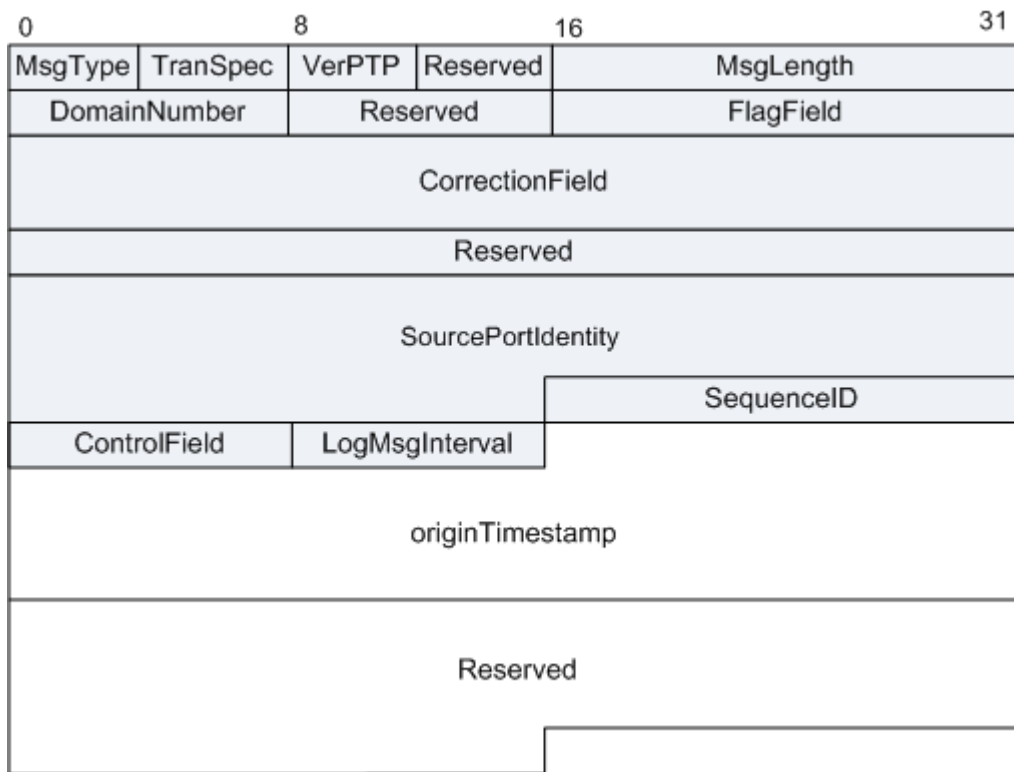 0 8 16 31
MsgType TranSpec VerPTP Reserved MsgLength
DomainNumber Reserved FlagField
CorrectionField
Reserved
SourcePortIdentity
SequenceID
ControlField LogMsgInterval
originTimestamp
Reserved